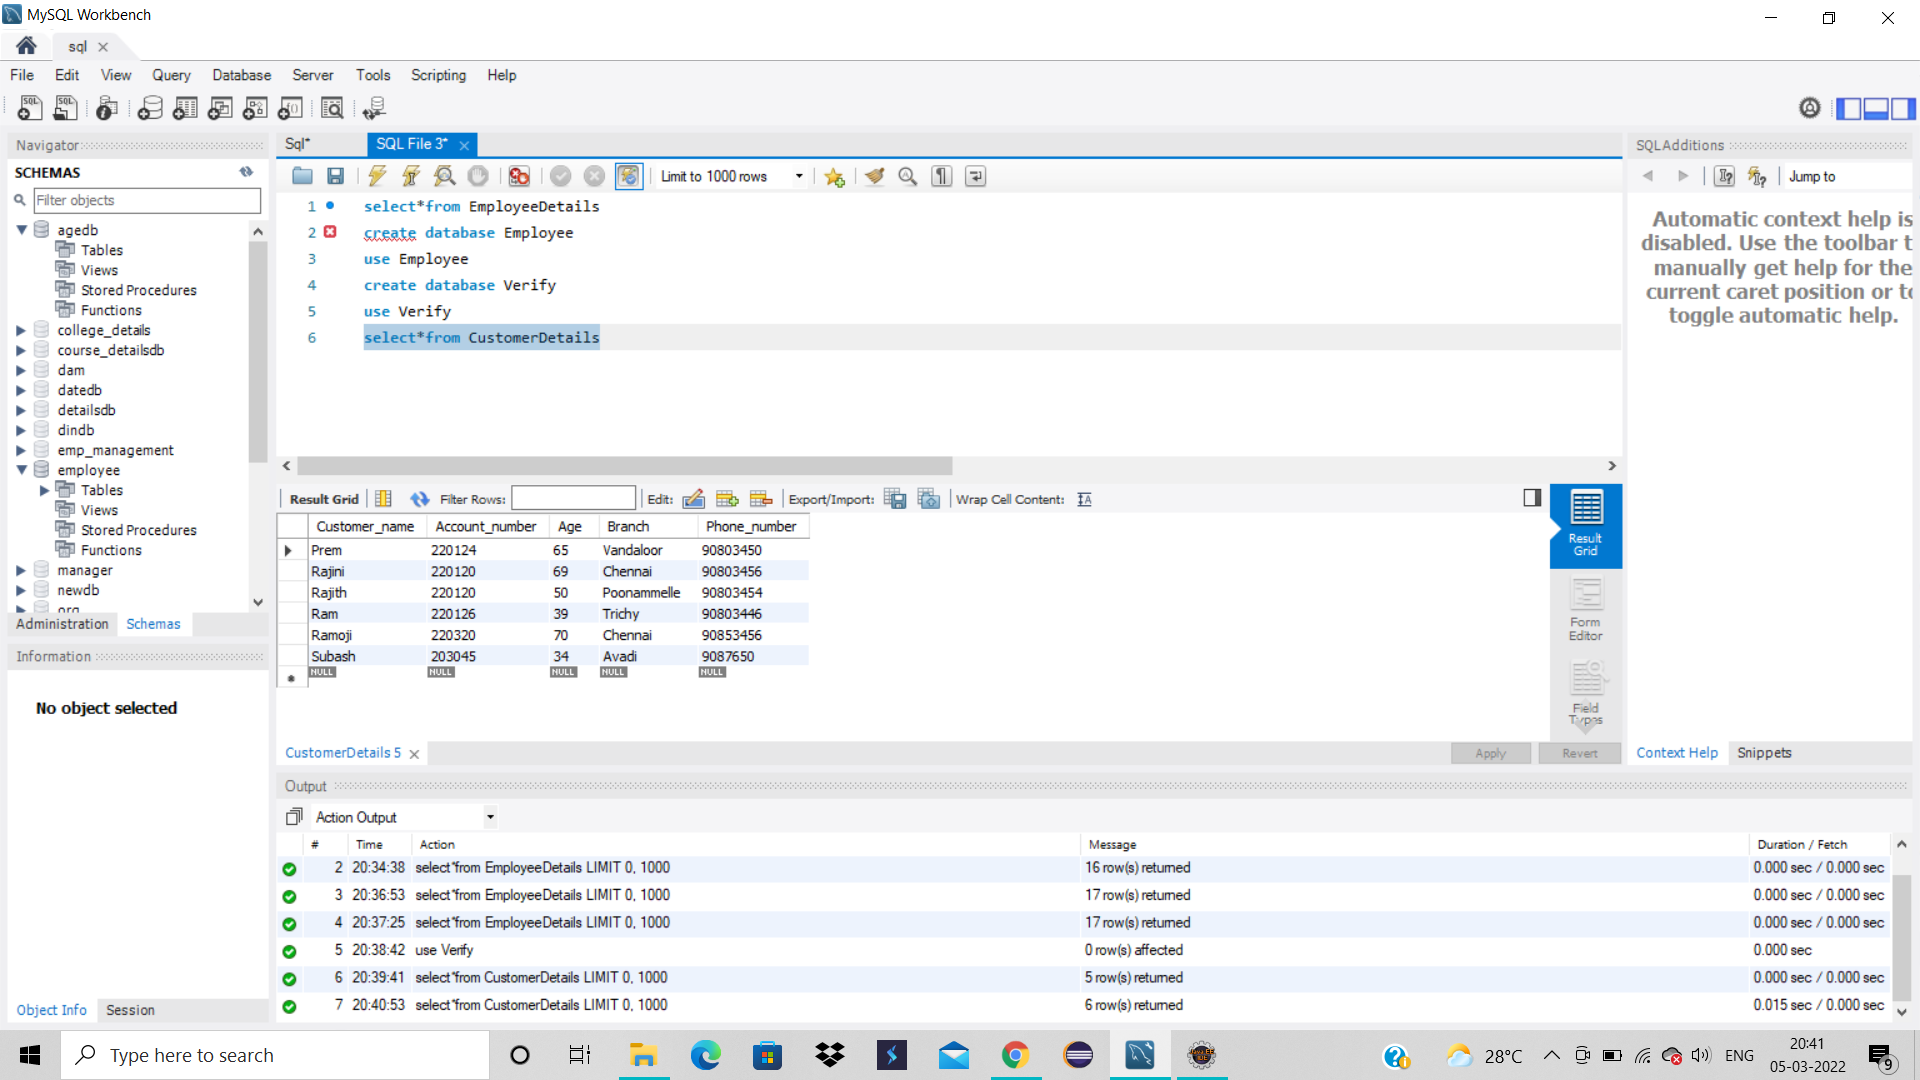 MySQL Workbench
sql
File Edit View Query Database Server Tools Scripting Help
Navigator
SCHEMAS
Filter objects
agedb
Tables
Views
Stored Procedures
Functions
college_details
course_detailsdb
dam
datedb
detailsdb
dindb
emp_management
employee
Tables
Views
Stored Procedures
Functions
manager
newdb
org
Administration Schemas
Information
No object selected
Object Info Session
Sql* SQL File 3*
Limit to 1000 rows
1 select*from EmployeeDetails
2 create database Employee
3 use Employee
4 create database Verify
5 use Verify
6 select*from CustomerDetails
Result Grid Filter Rows: Edit: Export/Import: Wrap Cell Content:
Customer_name Account_number Age Branch Phone_number
Prem 220124 65 Vandaloor 90803450
Rajini 220120 69 Chennai 90803456
Rajith 220120 50 Poonammelle 90803454
Ram 220126 39 Trichy 90803446
Ramoji 220320 70 Chennai 90853456
Subash 203045 34 Avadi 9087650
NULL NULL NULL NULL NULL
Result
Grid
Form
Editor
Field
Types
CustomerDetails 5
Apply Revert
SQLAdditions
Jump to
Automatic context help is
disabled. Use the toolbar t
manually get help for the
current caret position or to
toggle automatic help.
Context Help Snippets
Output
Action Output
# Time Action Message Duration / Fetch
2 20:34:38 select*from EmployeeDetails LIMIT 0, 1000 16 row(s) returned 0.000 sec / 0.000 sec
3 20:36:53 select*from EmployeeDetails LIMIT 0, 1000 17 row(s) returned 0.000 sec / 0.000 sec
4 20:37:25 select*from EmployeeDetails LIMIT 0, 1000 17 row(s) returned 0.000 sec / 0.000 sec
5 20:38:42 use Verify 0 row(s) affected 0.000 sec
6 20:39:41 select*from CustomerDetails LIMIT 0, 1000 5 row(s) returned 0.000 sec / 0.000 sec
7 20:40:53 select*from CustomerDetails LIMIT 0, 1000 6 row(s) returned 0.015 sec / 0.000 sec
Type here to search
28°C
ENG
20:41
05-03-2022
9